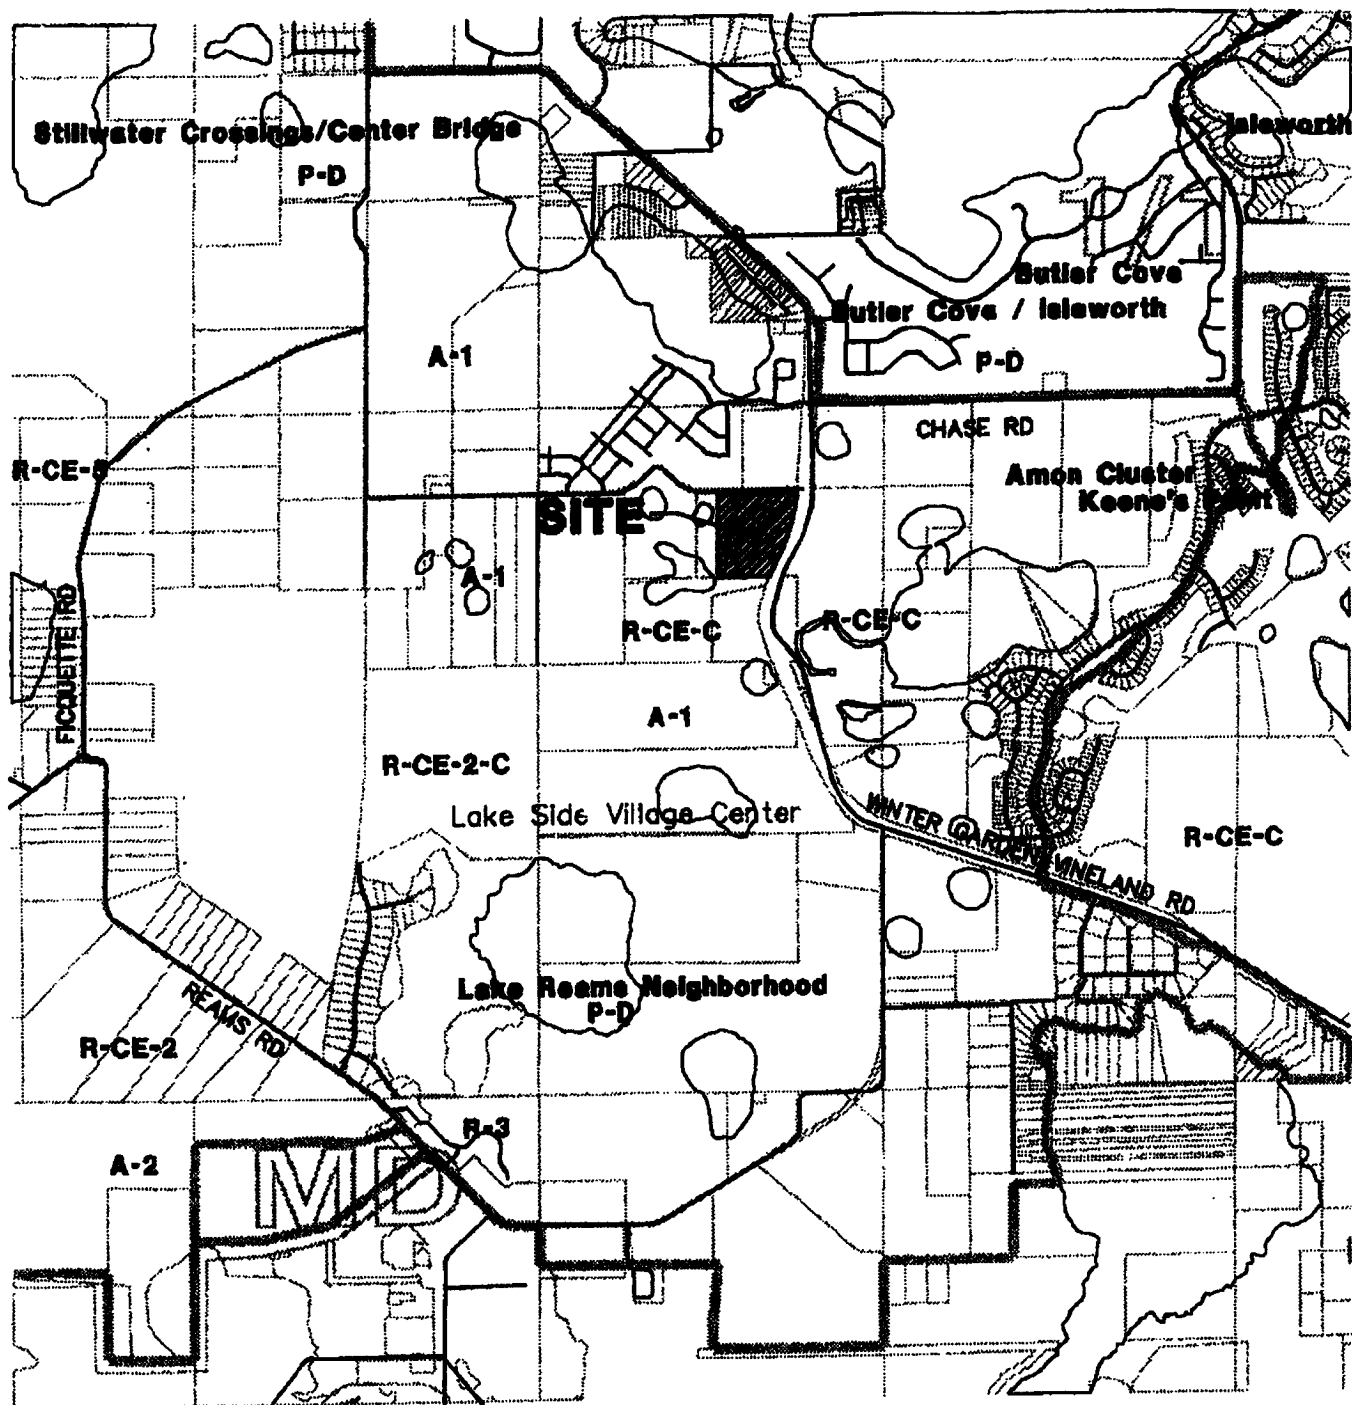 Stillwater Crossings/Center Bridge
P-D
Isleworth
Butler Cove
Butler Cove / Isleworth
P-D
A-1
CHASE RD
R-CE-5
Amon Cluster
Keene's Point
SITE
A-1
R-CE-C
R-CE-C
FICQUETTE RD
A-1
R-CE-2-C
Lake Side Village Center
WINTER GARDEN VINELAND RD
R-CE-C
Lake Reams Neighborhood
P-D
REAMS RD
R-CE-2
R-3
A-2
MD